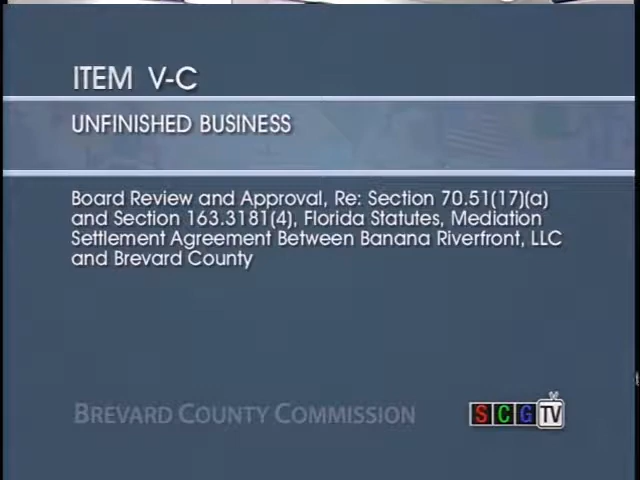 ITEM V-C
UNFINISHED BUSINESS
Board Review and Approval, Re: Section 70.51(17)(a)
and Section 163.3181(4), Florida Statutes, Mediation
Settlement Agreement Between Banana Riverfront, LLC
and Brevard County
BREVARD COUNTY COMMISSION
SCGTV